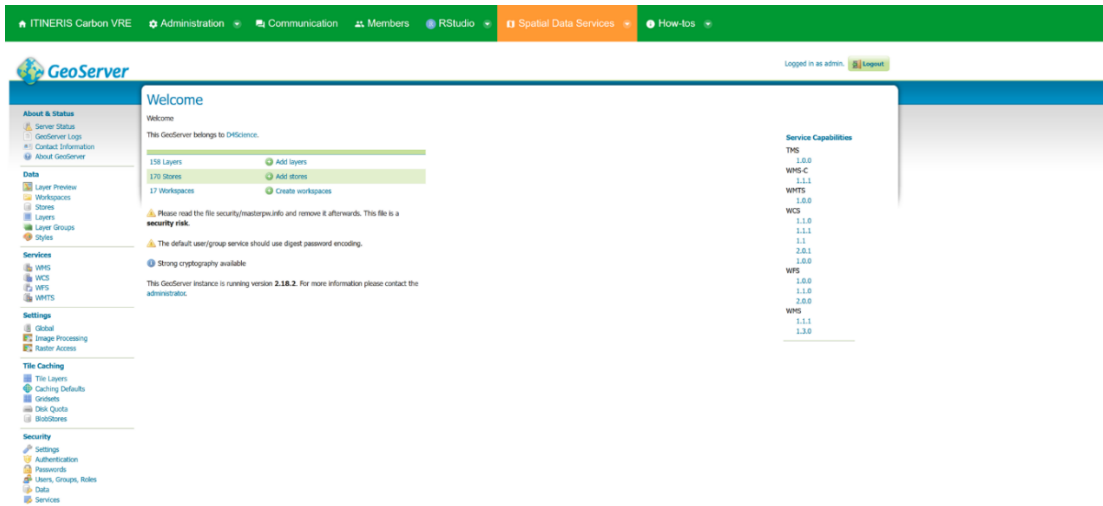 ITINERIS Carbon VRE
Administration
Communication
Members
RStudio
Spatial Data Services
How-tos
GeoServer
Logged in as admin.
Logout
About & Status
Server Status
GeoServer Logs
Contact Information
About GeoServer
Data
Layer Preview
Workspaces
Stores
Layers
Layer Groups
Styles
Services
WMS
WCS
WFS
WMTS
Settings
Global
Image Processing
Raster Access
Tile Caching
Tile Layers
Caching Defaults
Gridsets
Disk Quota
BlobStores
Security
Settings
Authentication
Passwords
Users, Groups, Roles
Data
Services
Welcome
Welcome
This GeoServer belongs to D4Science.
158 Layers
Add layers
170 Stores
Add stores
17 Workspaces
Create workspaces
Please read the file security/masterpw.info and remove it afterwards. This file is a
security risk.
The default user/group service should use digest password encoding.
Strong cryptography available
This GeoServer instance is running version 2.18.2. For more information please contact the
administrator.
Service Capabilities
TMS
1.0.0
WMS-C
1.1.1
WMTS
1.0.0
WCS
1.1.0
1.1.1
1.1
2.0.1
1.0.0
WFS
1.0.0
1.1.0
2.0.0
WMS
1.1.1
1.3.0